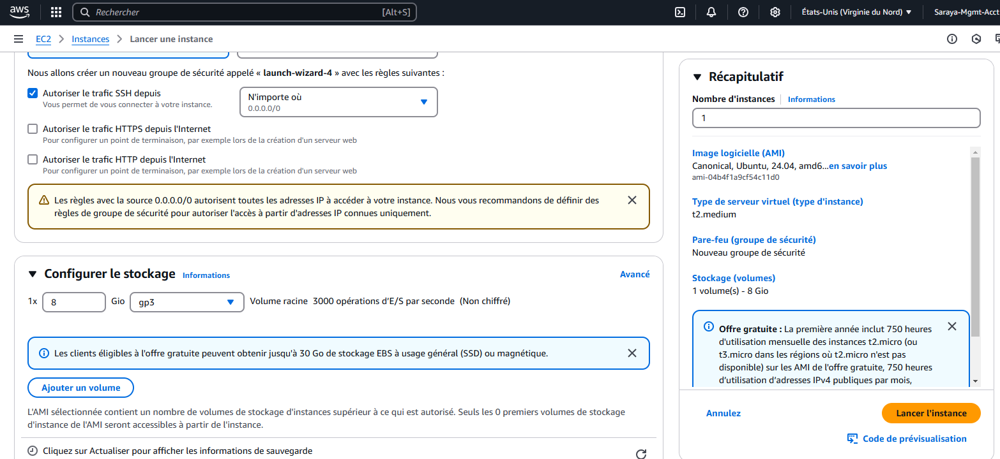 aws
Rechercher
[Alt+S]
États-Unis (Virginie du Nord)
Saraya-Mgmt-Acct
EC2
Instances
Lancer une instance
Nous allons créer un nouveau groupe de sécurité appelé « launch-wizard-4 » avec les règles suivantes :
Autoriser le trafic SSH depuis
Vous permet de vous connecter à votre instance.
N'importe où
0.0.0.0/0
Autoriser le trafic HTTPS depuis l'Internet
Pour configurer un point de terminaison, par exemple lors de la création d'un serveur web
Autoriser le trafic HTTP depuis l'Internet
Pour configurer un point de terminaison, par exemple lors de la création d'un serveur web
Les règles avec la source 0.0.0.0/0 autorisent toutes les adresses IP à accéder à votre instance. Nous vous recommandons de définir des
règles de groupe de sécurité pour autoriser l'accès à partir d'adresses IP connues uniquement.
Configurer le stockage
Informations
Avancé
1x
8
Gio
gp3
Volume racine 3000 opérations d'E/S par seconde (Non chiffré)
Les clients éligibles à l'offre gratuite peuvent obtenir jusqu'à 30 Go de stockage EBS à usage général (SSD) ou magnétique.
Ajouter un volume
L'AMI sélectionnée contient un nombre de volumes de stockage d'instances supérieur à ce qui est autorisé. Seuls les 0 premiers volumes de stockage
d'instance de l'AMI seront accessibles à partir de l'instance.
Cliquez sur Actualiser pour afficher les informations de sauvegarde
Récapitulatif
Nombre d'instances
Informations
1
Image logicielle (AMI)
Canonical, Ubuntu, 24.04, amd6...en savoir plus
ami-04b4f1a9cf54c11d0
Type de serveur virtuel (type d'instance)
t2.medium
Pare-feu (groupe de sécurité)
Nouveau groupe de sécurité
Stockage (volumes)
1 volume(s) - 8 Gio
Offre gratuite : La première année inclut 750 heures
d'utilisation mensuelle des instances t2.micro (ou
t3.micro dans les régions où t2.micro n'est pas
disponible) sur les AMI de l'offre gratuite, 750 heures
d'utilisation d'adresses IPv4 publiques par mois,
Annulez
Lancer l'instance
Code de prévisualisation